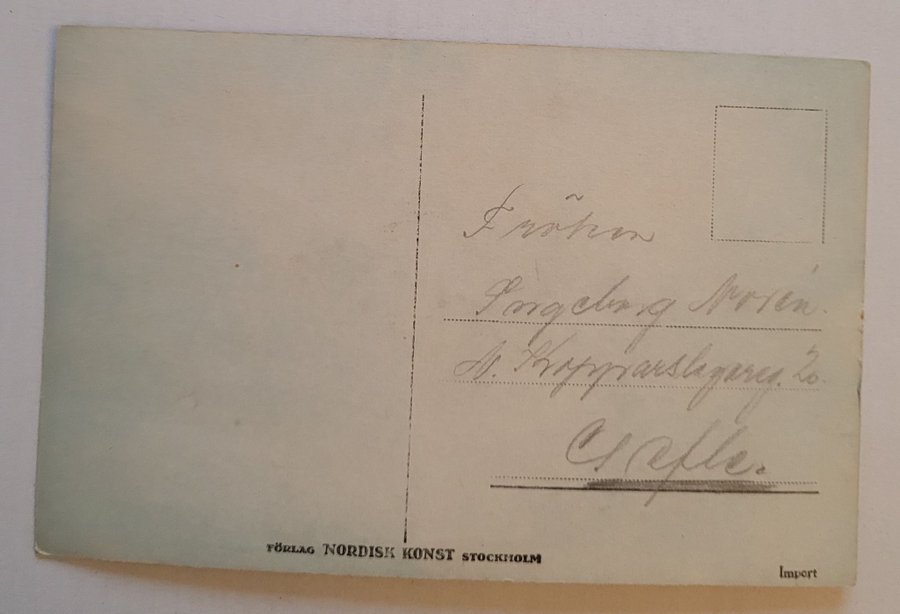 Fröken
Ingeborg Norén.
N. Kopparslagareg. 20.
Gefle.
FÖRLAG NORDISK KONST STOCKHOLM
Import